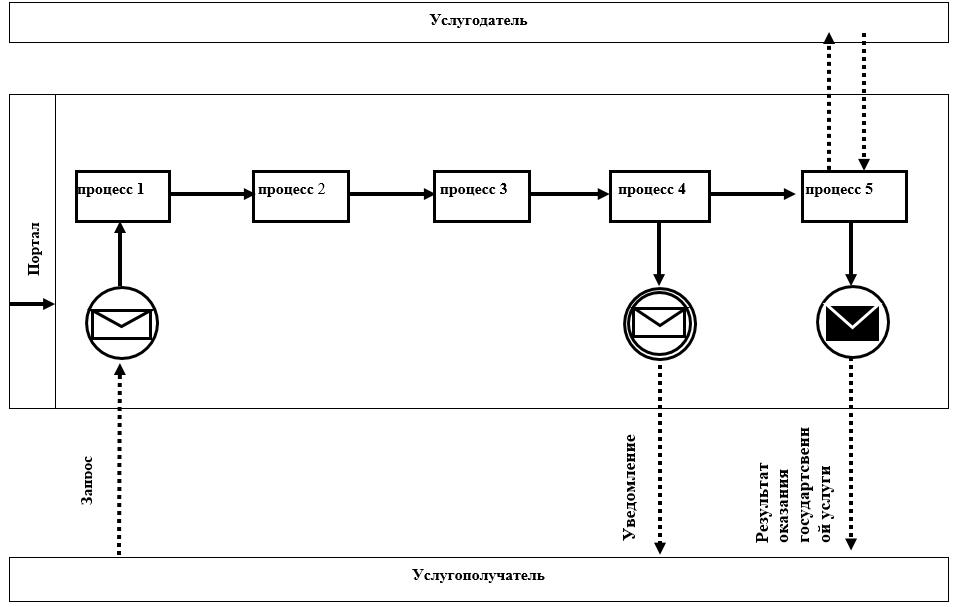 Услугодатель
Портал
процесс 1
процесс 2
процесс 3
процесс 4
процесс 5
Запрос
Уведомление
Результат
оказания
государтсвенн
ой услуги
Услугополучатель